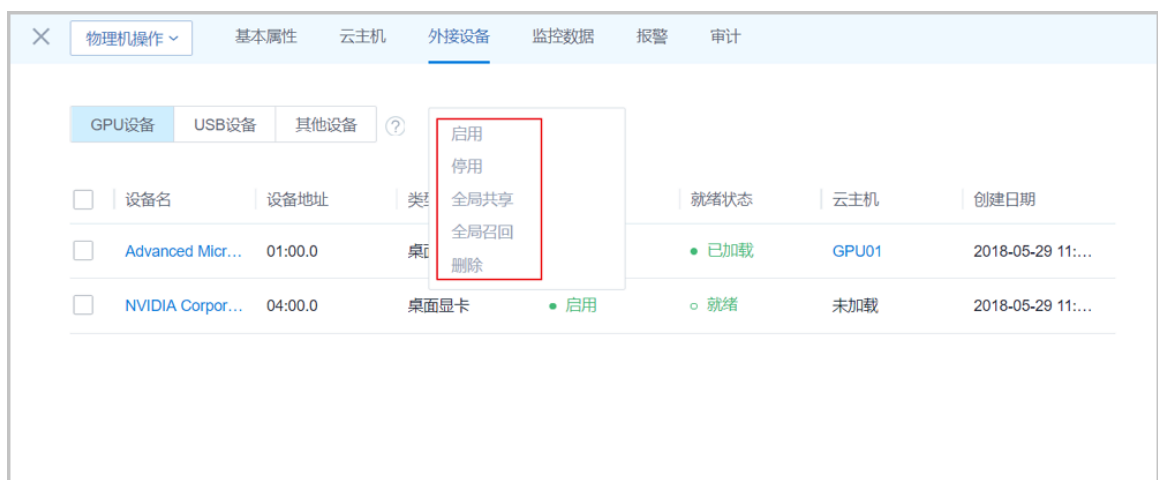 物理机操作 基本属性 云主机 外接设备 监控数据 报警 审计
GPU设备 USB设备 其他设备 ?
启用
停用
全局共享
全局召回
删除
设备名 设备地址 就绪状态 云主机 创建日期
Advanced Micr... 01:00.0 已加载 GPU01 2018-05-29 11:...
NVIDIA Corpor... 04:00.0 桌面显卡 启用 就绪 未加载 2018-05-29 11:...